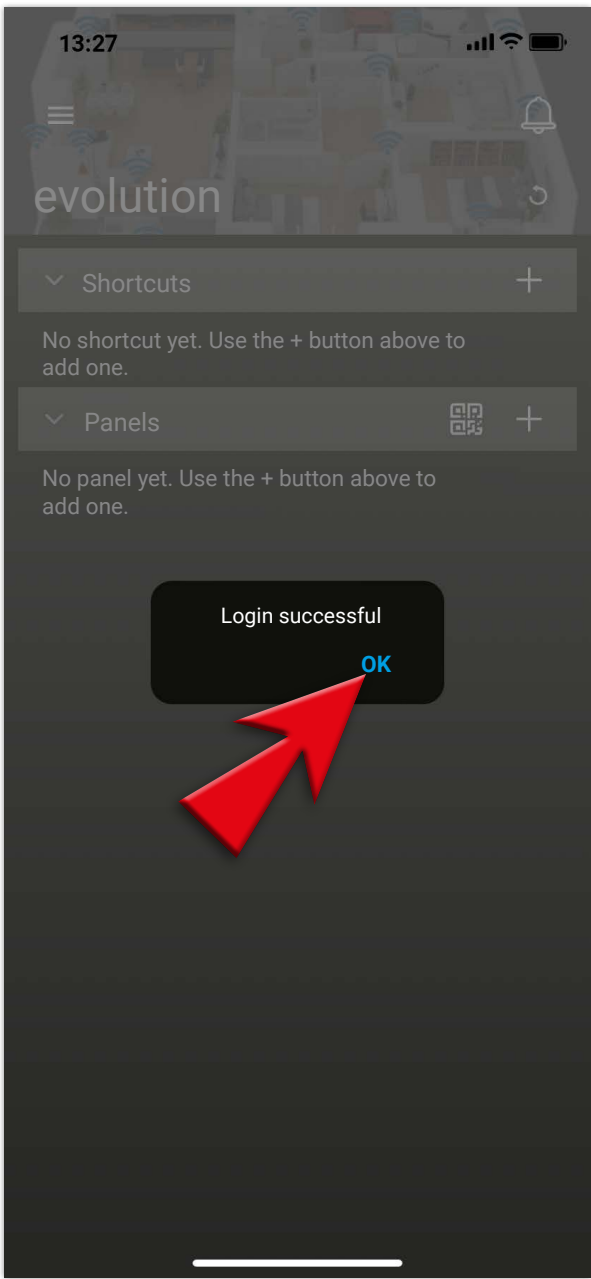 13:27
evolution
Shortcuts
No shortcut yet. Use the + button above to
add one.
Panels
No panel yet. Use the + button above to
add one.
Login successful
OK